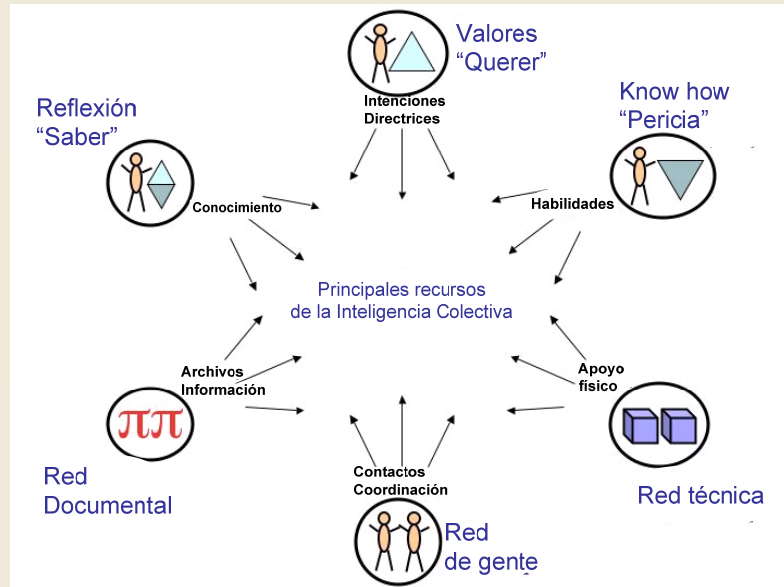 Valores
“Querer”
Intenciones
Directrices
Know how
“Pericia”
Habilidades
Reflexión
“Saber”
Conocimiento
Principales recursos
de la Inteligencia Colectiva
Archivos
Información
ππ
Red
Documental
Apoyo
físico
Red técnica
Contactos
Coordinación
Red
de gente